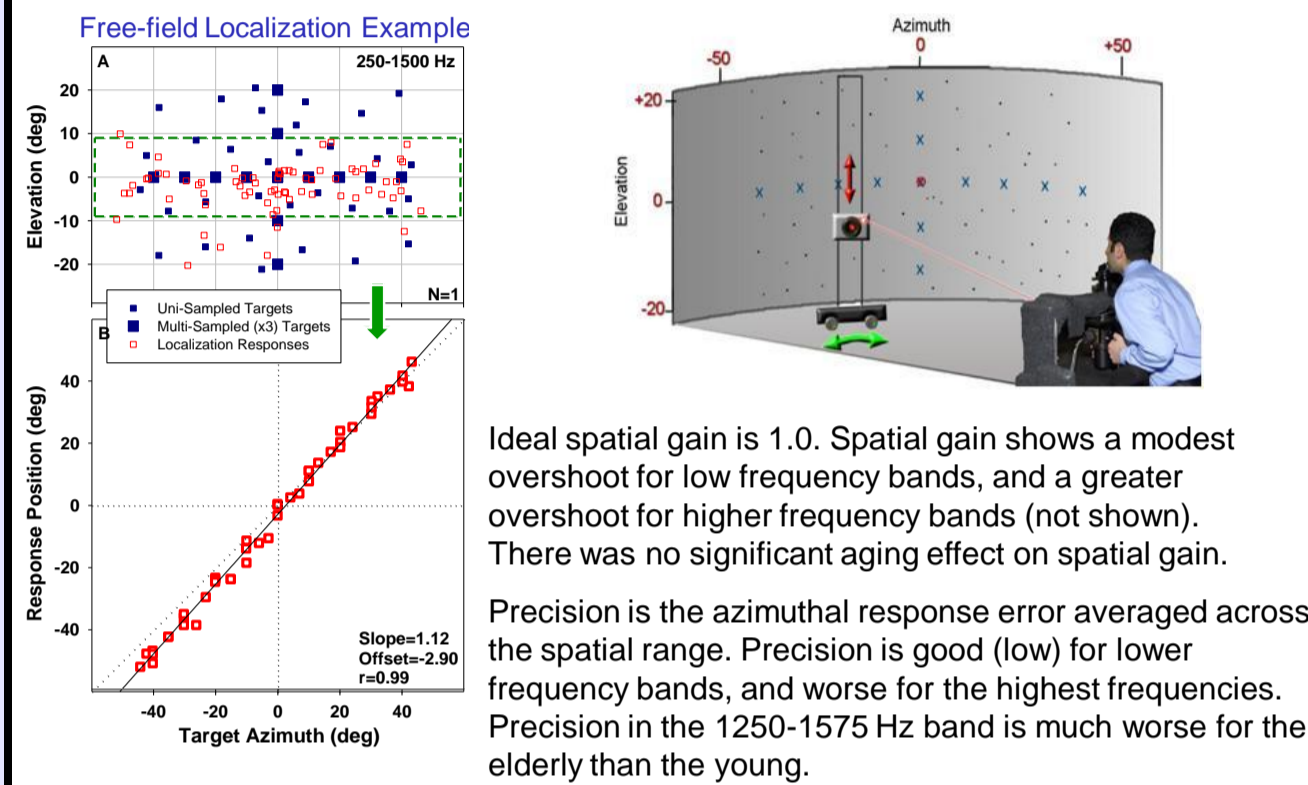 Free-field Localization Example
A
250-1500 Hz
Elevation (deg)
20
10
0
-10
-20
N=1
Uni-Sampled Targets
Multi-Sampled (x3) Targets
Localization Responses
B
Response Position (deg)
40
20
0
-20
-40
Slope=1.12
Offset=-2.90
r=0.99
-40 -20 0 20 40
Target Azimuth (deg)
Azimuth
-50 0 +50
+20
Elevation
0
-20
Ideal spatial gain is 1.0. Spatial gain shows a modest
overshoot for low frequency bands, and a greater
overshoot for higher frequency bands (not shown).
There was no significant aging effect on spatial gain.
Precision is the azimuthal response error averaged across
the spatial range. Precision is good (low) for lower
frequency bands, and worse for the highest frequencies.
Precision in the 1250-1575 Hz band is much worse for the
elderly than the young.